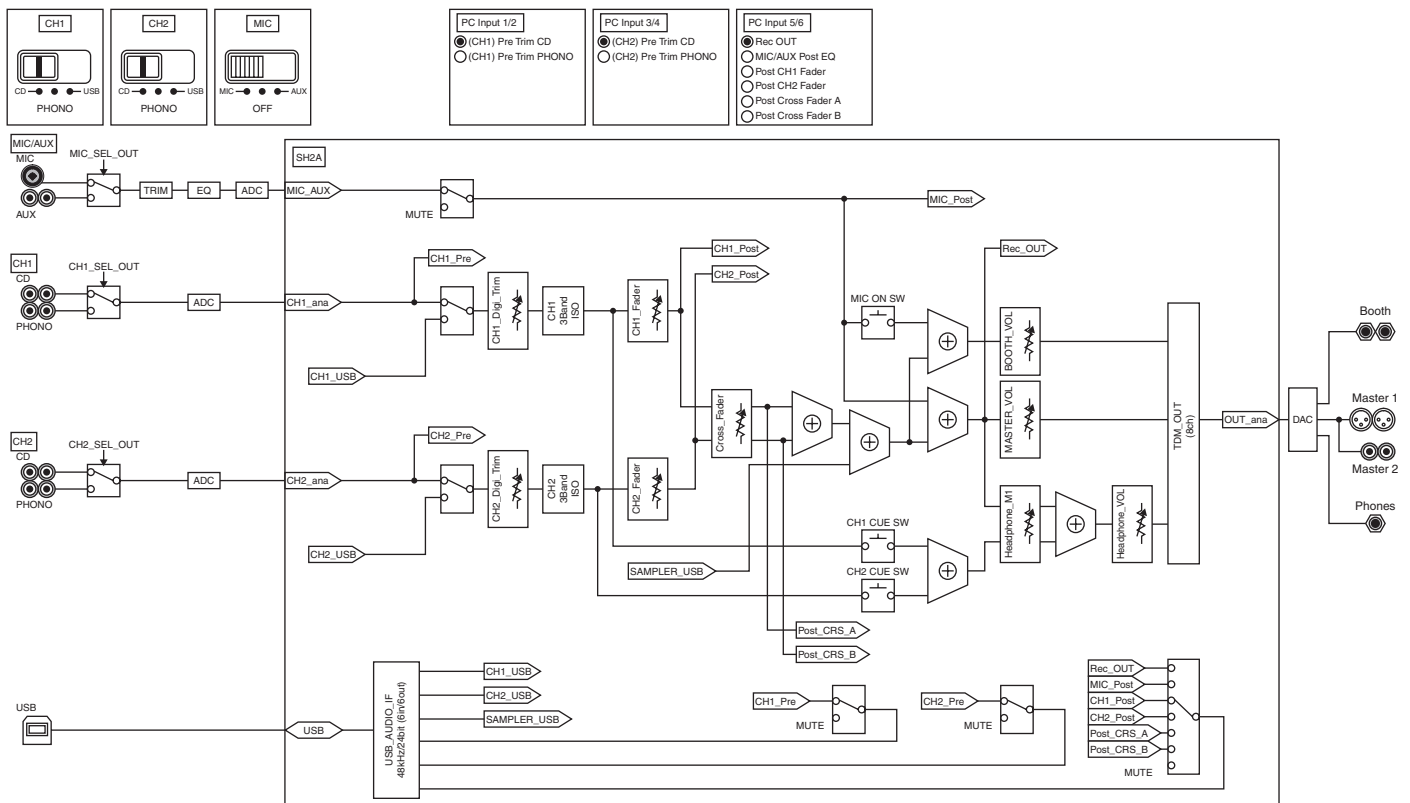 CH1
CH2
MIC
CD
USB
PHONO
CD
USB
PHONO
MIC
AUX
OFF
PC Input 1/2
(CH1) Pre Trim CD
(CH1) Pre Trim PHONO
PC Input 3/4
(CH2) Pre Trim CD
(CH2) Pre Trim PHONO
PC Input 5/6
Rec OUT
MIC/AUX Post EQ
Post CH1 Fader
Post CH2 Fader
Post Cross Fader A
Post Cross Fader B
MIC/AUX
MIC
AUX
MIC_SEL_OUT
TRIM
EQ
ADC
SH2A
MIC_AUX
MUTE
MIC_Post
CH1
CD
PHONO
CH1_SEL_OUT
ADC
CH1_ana
CH1_Pre
CH1_USB
CH1_Digi_Trim
CH1
3Band
ISO
CH1_Fader
CH1_Post
CH2_Post
Rec_OUT
MIC ON SW
BOOTH_VOL
MASTER_VOL
Cross_Fader
TDM_OUT
(8ch)
OUT_ana
DAC
Booth
Master 1
Master 2
Phones
CH2
CD
PHONO
CH2_SEL_OUT
ADC
CH2_ana
CH2_Pre
CH2_USB
CH2_Digi_Trim
CH2
3Band
ISO
CH2_Fader
SAMPLER_USB
CH1 CUE SW
CH2 CUE SW
Headphone_M1
Headphone_VOL
Post_CRS_A
Post_CRS_B
USB
USB
USB_AUDIO_IF
48kHz/24bit (6in/6out)
CH1_USB
CH2_USB
SAMPLER_USB
CH1_Pre
MUTE
CH2_Pre
MUTE
Rec_OUT
MIC_Post
CH1_Post
CH2_Post
Post_CRS_A
Post_CRS_B
MUTE